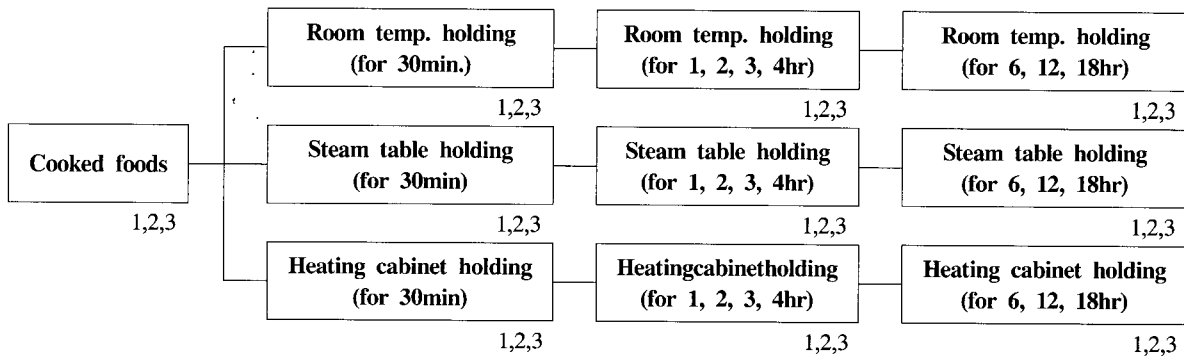 Room temp. holding
(for 30min.)
1,2,3
Room temp. holding
(for 1, 2, 3, 4hr)
1,2,3
Room temp. holding
(for 6, 12, 18hr)
1,2,3
Cooked foods
1,2,3
Steam table holding
(for 30min)
1,2,3
Steam table holding
(for 1, 2, 3, 4hr)
1,2,3
Steam table holding
(for 6, 12, 18hr)
1,2,3
Heating cabinet holding
(for 30min)
1,2,3
Heatingcabinetholding
(for 1, 2, 3, 4hr)
1,2,3
Heating cabinet holding
(for 6, 12, 18hr)
1,2,3